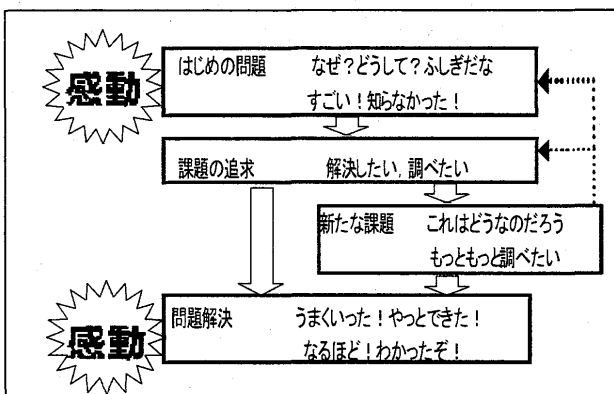 感動
はじめの問題 なぜ?どうして?ふしぎだな
すごい!知らなかった!
課題の追求 解決したい,調べたい
新たな課題 これはどうなのだろう
もっともっと調べたい
感動
問題解決 うまくいった!やっとできた!
なるほど!わかったぞ!